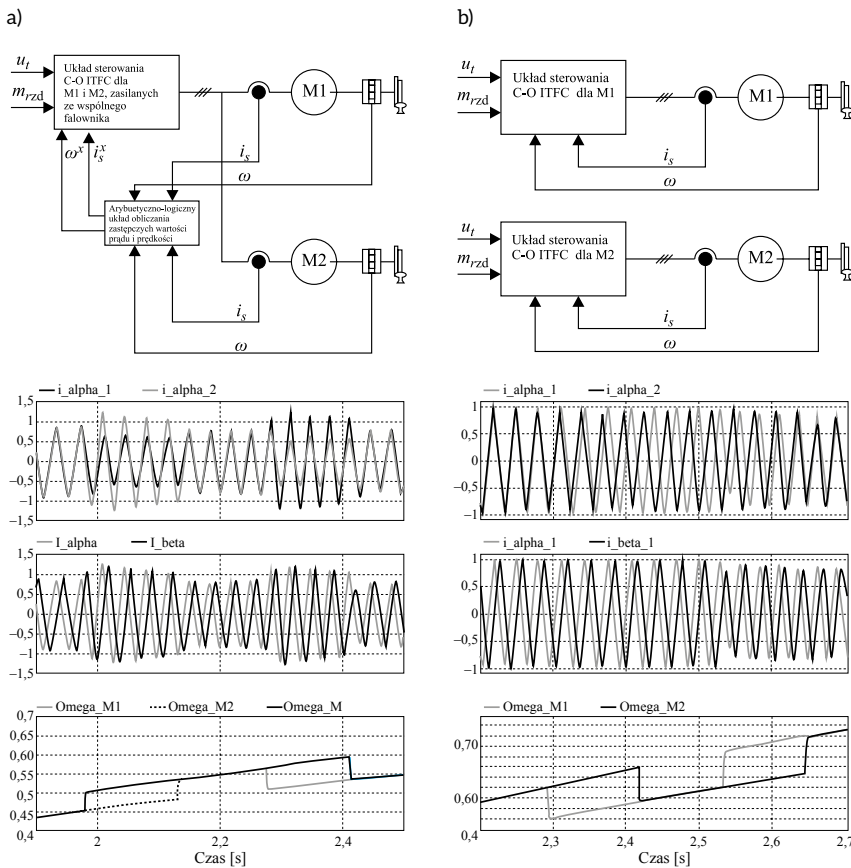 a)
u_t
m_rzd
Układ sterowania
C-O ITFC dla
M1 i M2, zasilanych
ze wspólnego
falownika
M1
ω^x
i_s^x
i_s
ω
Arybuetyczno-logiczny
układ obliczania
zastępczych wartości
prądu i prędkości
M2
i_s
ω
i_alpha_1
i_alpha_2
1,5
1
0,5
0
−0,5
−1
−1,5
I_alpha
I_beta
1,5
1
0,5
0
−0,5
−1
−1,5
Omega_M1
Omega_M2
Omega_M
0,7
0,6
0,60
0,55
0,5
0,45
0,4
2
2,2
2,4
Czas [s]
b)
u_t
m_rzd
Układ sterowania
C-O ITFC dla M1
M1
i_s
ω
u_t
m_rzd
Układ sterowania
C-O ITFC dla M2
M2
i_s
ω
i_alpha_1
i_alpha_2
1
0,5
0
−0,5
−1
i_alpha_1
i_beta_1
1
0,5
0
−0,5
−1
Omega_M1
Omega_M2
0,70
0,60
0,4
2,3
2,4
2,5
2,6
2,7
Czas [s]